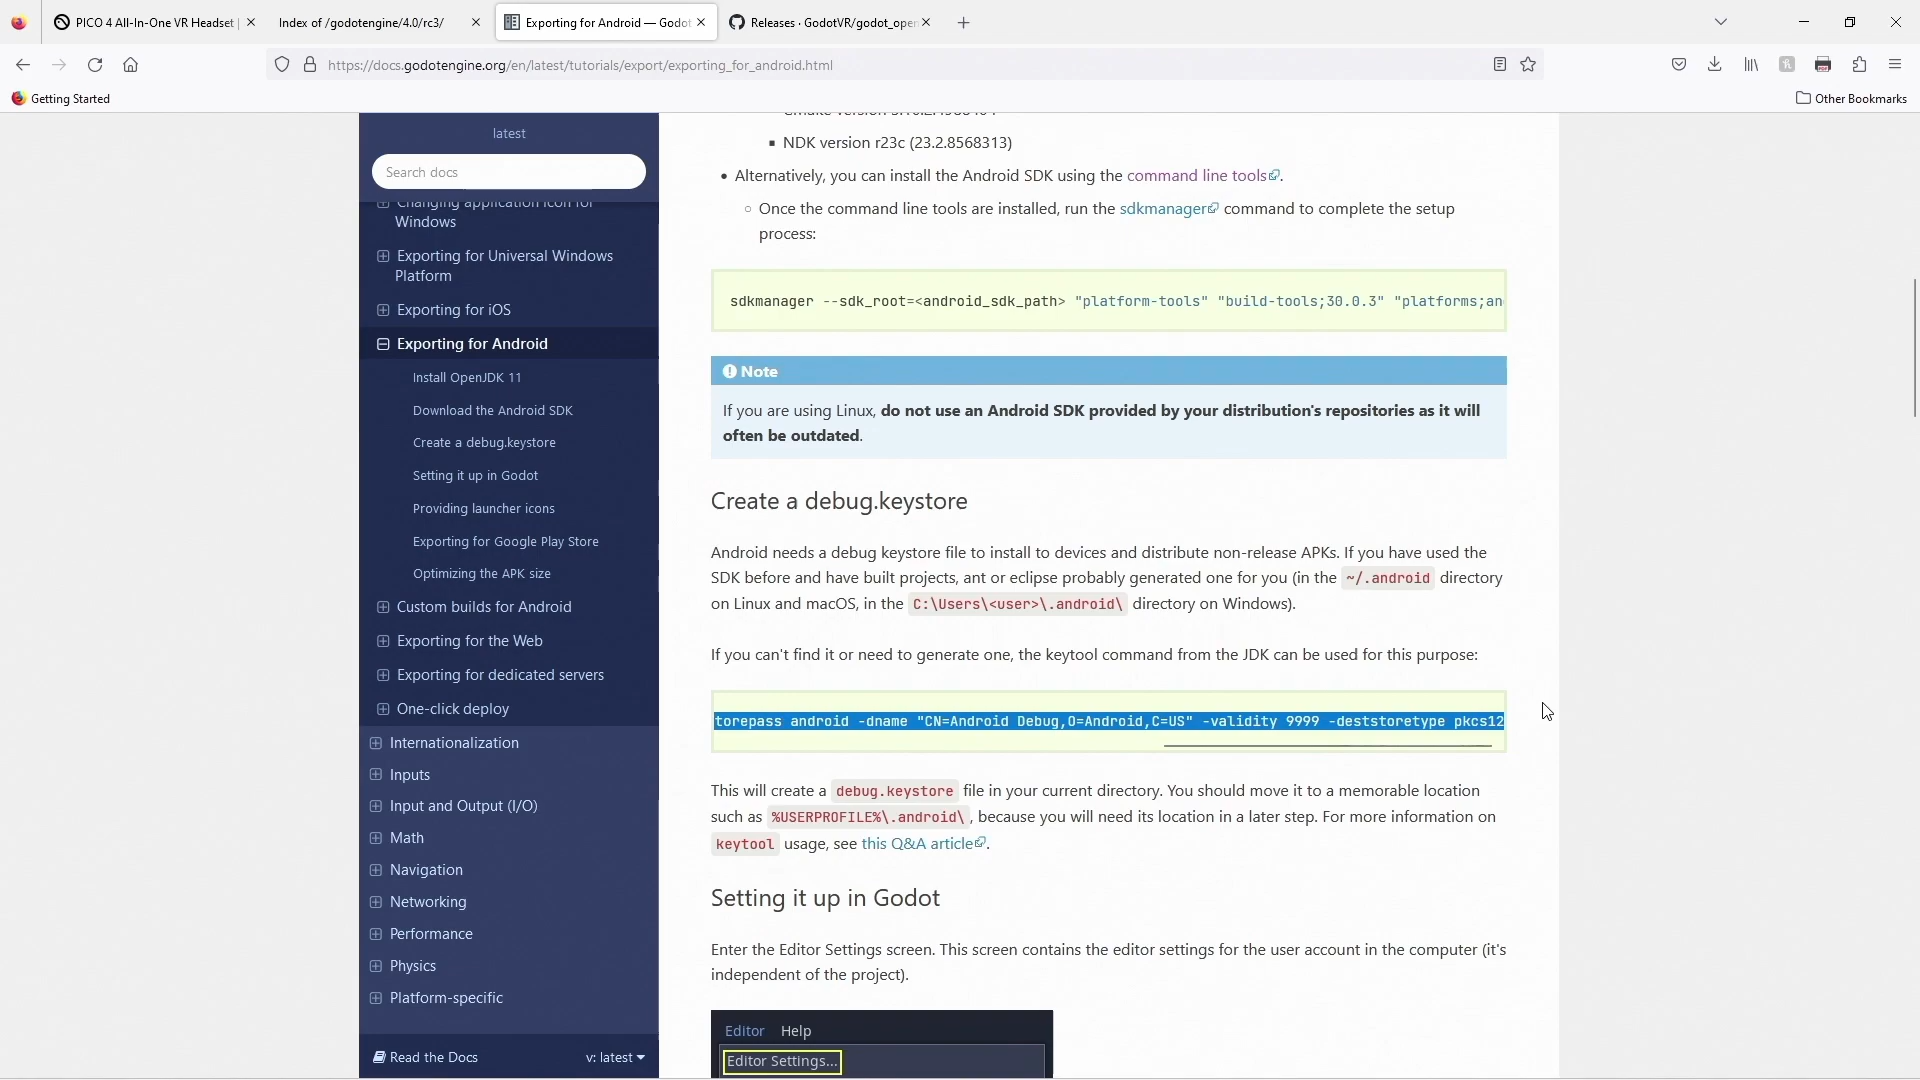 PICO 4 All-In-One VR Headset |
Index of /godotengine/4.0/rc3/
Exporting for Android — Godot
Releases · GodotVR/godot_open
https://docs.godotengine.org/en/latest/tutorials/export/exporting_for_android.html
Getting Started
Other Bookmarks
latest
Search docs
Changing application icon for
Windows
Exporting for Universal Windows
Platform
Exporting for iOS
Exporting for Android
Install OpenJDK 11
Download the Android SDK
Create a debug.keystore
Setting it up in Godot
Providing launcher icons
Exporting for Google Play Store
Optimizing the APK size
Custom builds for Android
Exporting for the Web
Exporting for dedicated servers
One-click deploy
Internationalization
Inputs
Input and Output (I/O)
Math
Navigation
Networking
Performance
Physics
Platform-specific
Read the Docs
v: latest
NDK version r23c (23.2.8568313)
Alternatively, you can install the Android SDK using the command line tools.
Once the command line tools are installed, run the sdkmanager command to complete the setup
process:
sdkmanager --sdk_root=<android_sdk_path> "platform-tools" "build-tools;30.0.3" "platforms;an
Note
If you are using Linux, do not use an Android SDK provided by your distribution's repositories as it will
often be outdated.
Create a debug.keystore
Android needs a debug keystore file to install to devices and distribute non-release APKs. If you have used the
SDK before and have built projects, ant or eclipse probably generated one for you (in the ~/.android directory
on Linux and macOS, in the C:\Users\<user>\.android\ directory on Windows).
If you can't find it or need to generate one, the keytool command from the JDK can be used for this purpose:
torepass android -dname "CN=Android Debug,O=Android,C=US" -validity 9999 -deststoretype pkcs12
This will create a debug.keystore file in your current directory. You should move it to a memorable location
such as %USERPROFILE%\.android\, because you will need its location in a later step. For more information on
keytool usage, see this Q&A article.
Setting it up in Godot
Enter the Editor Settings screen. This screen contains the editor settings for the user account in the computer (it's
independent of the project).
Editor Help
Editor Settings...